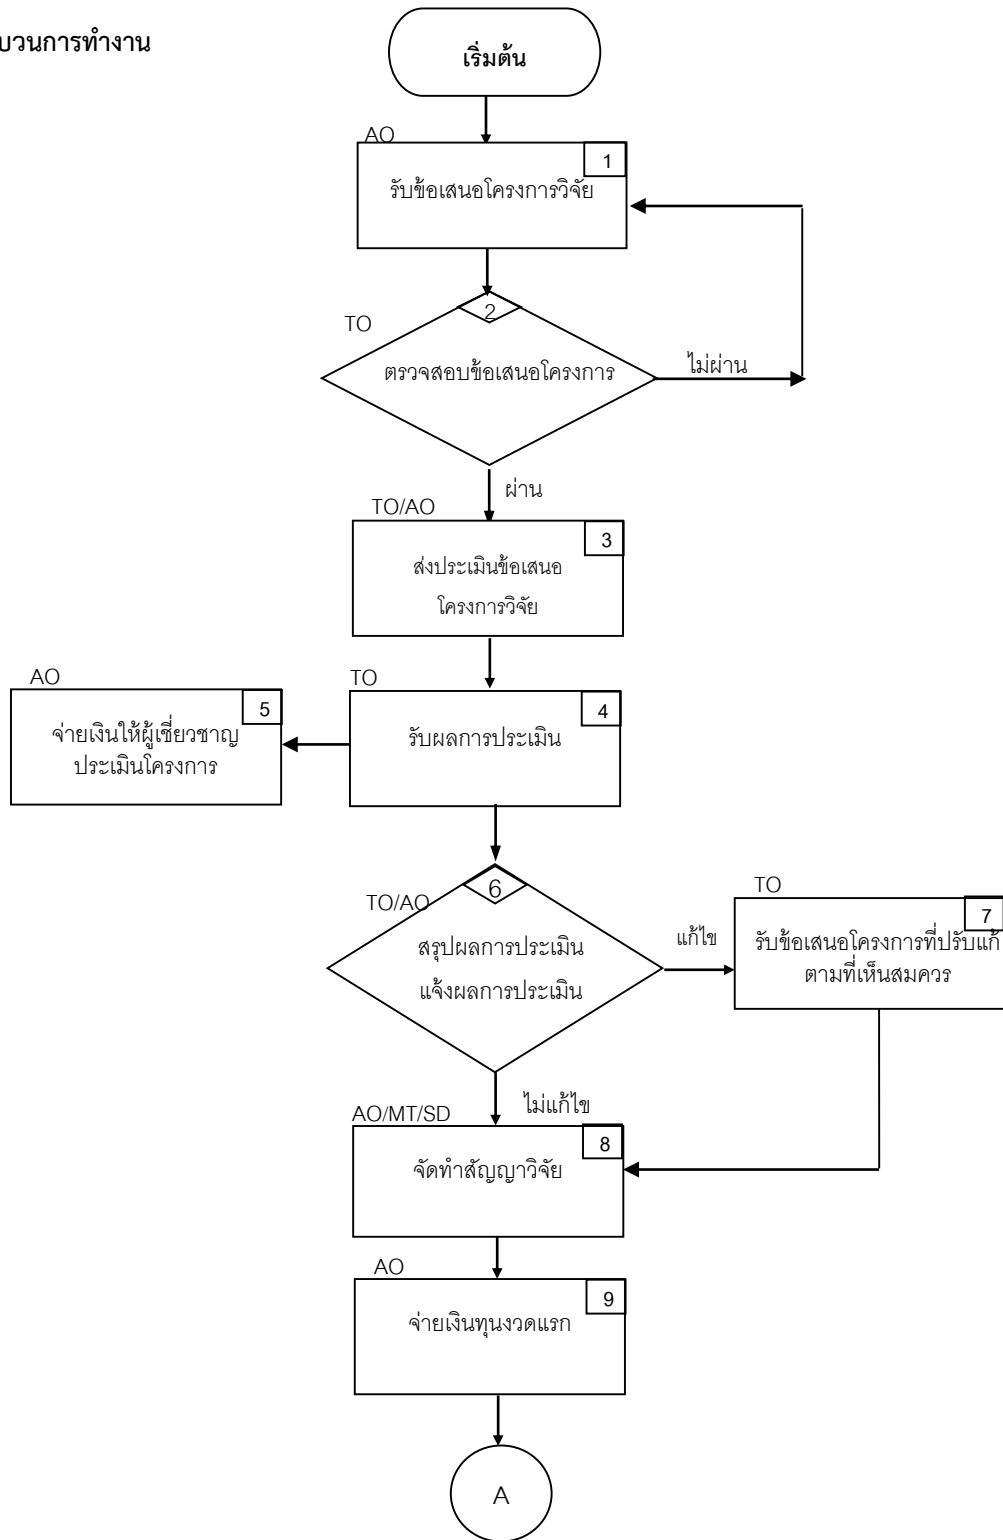 บวนการทำงาน
เริ่มต้น
AO
1
รับข้อเสนอโครงการวิจัย
TO
2
ตรวจสอบข้อเสนอโครงการ
ไม่ผ่าน
ผ่าน
TO/AO
3
ส่งประเมินข้อเสนอ
โครงการวิจัย
AO
5
จ่ายเงินให้ผู้เชี่ยวชาญ
ประเมินโครงการ
TO
4
รับผลการประเมิน
TO/AO
6
สรุปผลการประเมิน
แจ้งผลการประเมิน
แก้ไข
TO
7
รับข้อเสนอโครงการที่ปรับแก้
ตามที่เห็นสมควร
ไม่แก้ไข
AO/MT/SD
8
จัดทำสัญญาวิจัย
AO
9
จ่ายเงินทุนงวดแรก
A